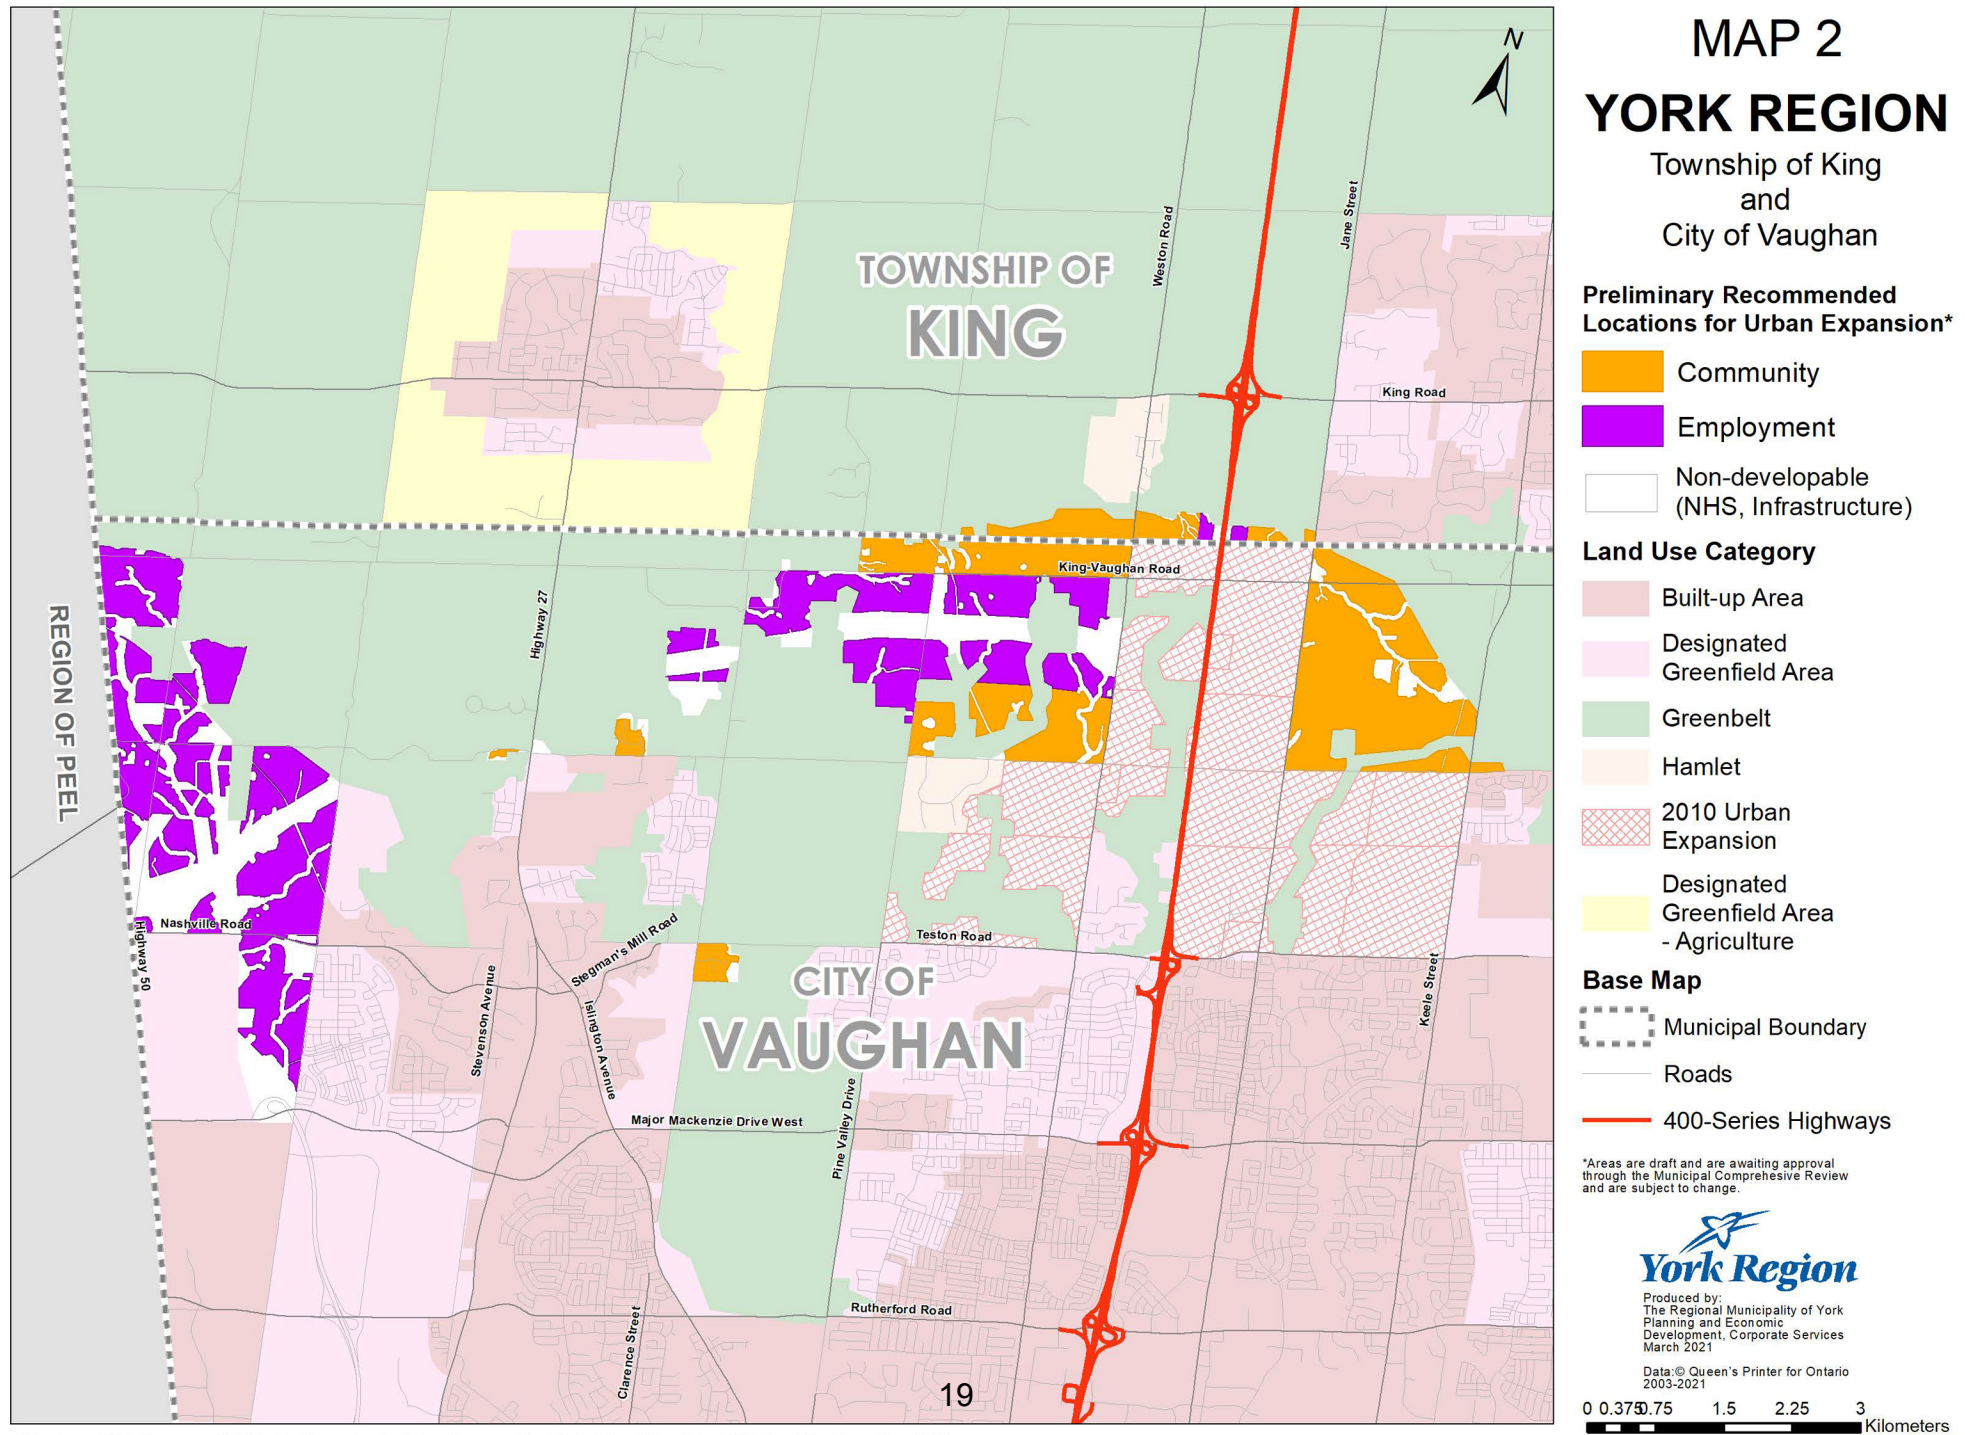 MAP 2
YORK REGION
Township of King
and
City of Vaughan
Preliminary Recommended
Locations for Urban Expansion*
Community
Employment
Non-developable
(NHS, Infrastructure)
Land Use Category
Built-up Area
Designated
Greenfield Area
Greenbelt
Hamlet
2010 Urban
Expansion
Designated
Greenfield Area
- Agriculture
Base Map
Municipal Boundary
Roads
400-Series Highways
*Areas are draft and are awaiting approval
through the Municipal Comprehesive Review
and are subject to change.
York Region
Produced by:
The Regional Municipality of York
Planning and Economic
Development, Corporate Services
March 2021
Data:© Queen's Printer for Ontario
2003-2021
0 0.375 0.75 1.5 2.25 3
Kilometers
N
TOWNSHIP OF
KING
Weston Road
Jane Street
King Road
King-Vaughan Road
Highway 27
REGION OF PEEL
Nashville Road
Highway 50
Stegman's Mill Road
Teston Road
CITY OF
VAUGHAN
Keele Street
Stevenson Avenue
Islington Avenue
Major Mackenzie Drive West
Pine Valley Drive
Rutherford Road
Clarence Street
19